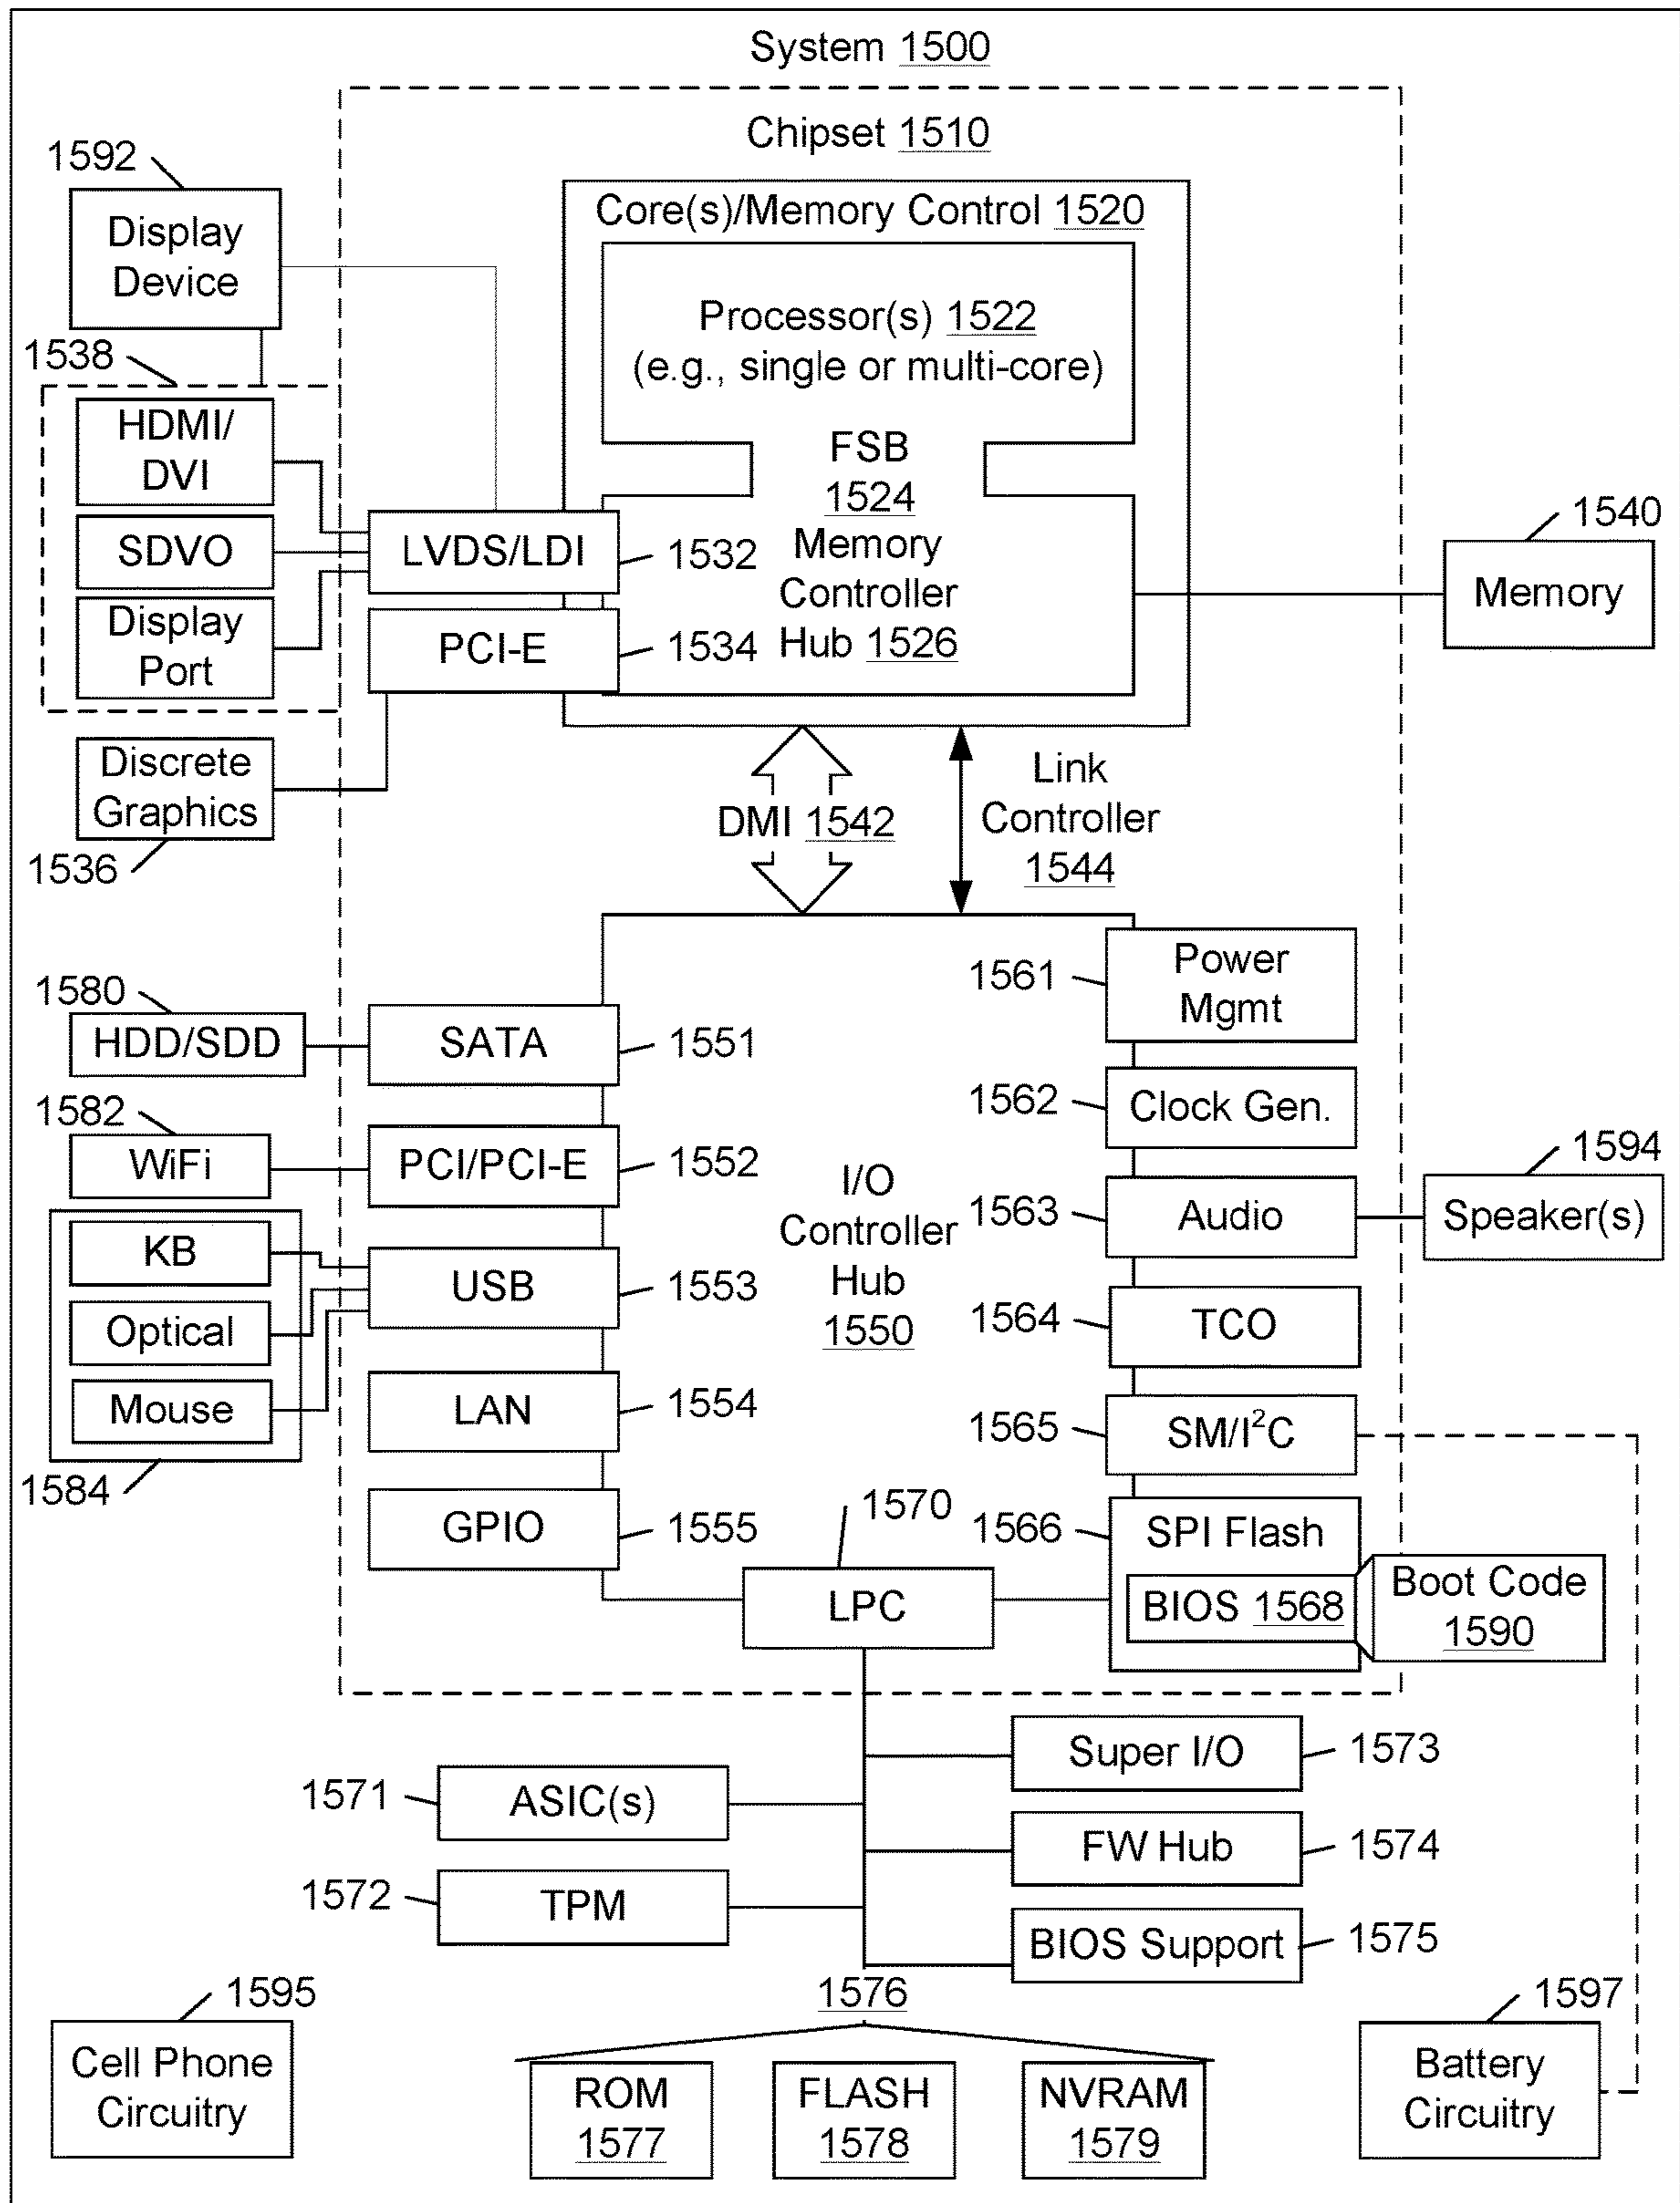 System 1500
Chipset 1510
1592
Display
Device
Core(s)/Memory Control 1520
Processor(s) 1522
(e.g., single or multi-core)
FSB
1524
Memory
Controller
Hub 1526
1538
HDMI/
DVI
SDVO
Display
Port
LVDS/LDI
1532
PCI-E
1534
1540
Memory
Discrete
Graphics
1536
DMI 1542
Link
Controller
1544
1580
HDD/SDD
SATA
1551
1582
WiFi
PCI/PCI-E
1552
KB
Optical
Mouse
1584
USB
1553
LAN
1554
GPIO
1555
I/O
Controller
Hub
1550
1561
Power
Mgmt
1562
Clock Gen.
1563
Audio
1594
Speaker(s)
1564
TCO
1565
SM/I²C
1566
SPI Flash
BIOS 1568
Boot Code
1590
1570
LPC
1571
ASIC(s)
1572
TPM
Super I/O
1573
FW Hub
1574
BIOS Support
1575
1576
ROM
1577
FLASH
1578
NVRAM
1579
1595
Cell Phone
Circuitry
1597
Battery
Circuitry